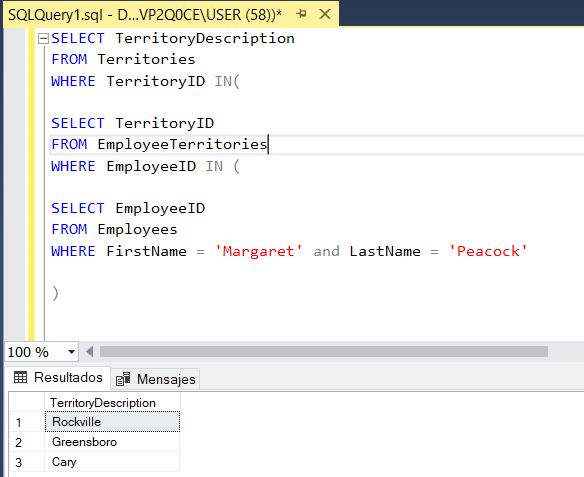 SQLQuery1.sql - D...VP2Q0CE\USER (58))*
SELECT TerritoryDescription
FROM Territories
WHERE TerritoryID IN(
SELECT TerritoryID
FROM EmployeeTerritories
WHERE EmployeeID IN (
SELECT EmployeeID
FROM Employees
WHERE FirstName = 'Margaret' and LastName = 'Peacock'
)
100 %
Resultados Mensajes
TerritoryDescription
1 Rockville
2 Greensboro
3 Cary